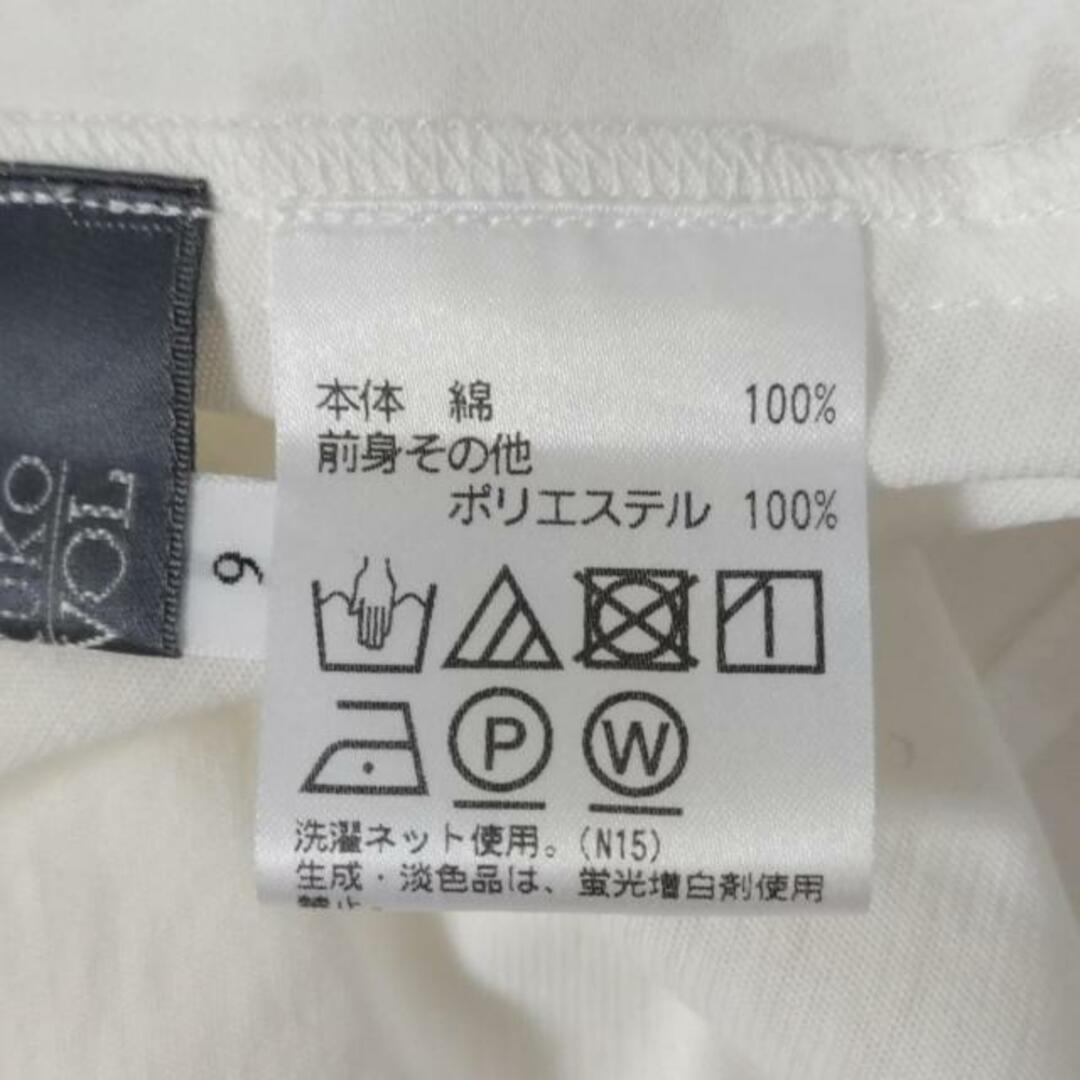 本体 綿 100%
前身その他
ポリエステル 100%
P W
洗濯ネット使用。(N15)
生成・淡色品は、蛍光増白剤使用
9